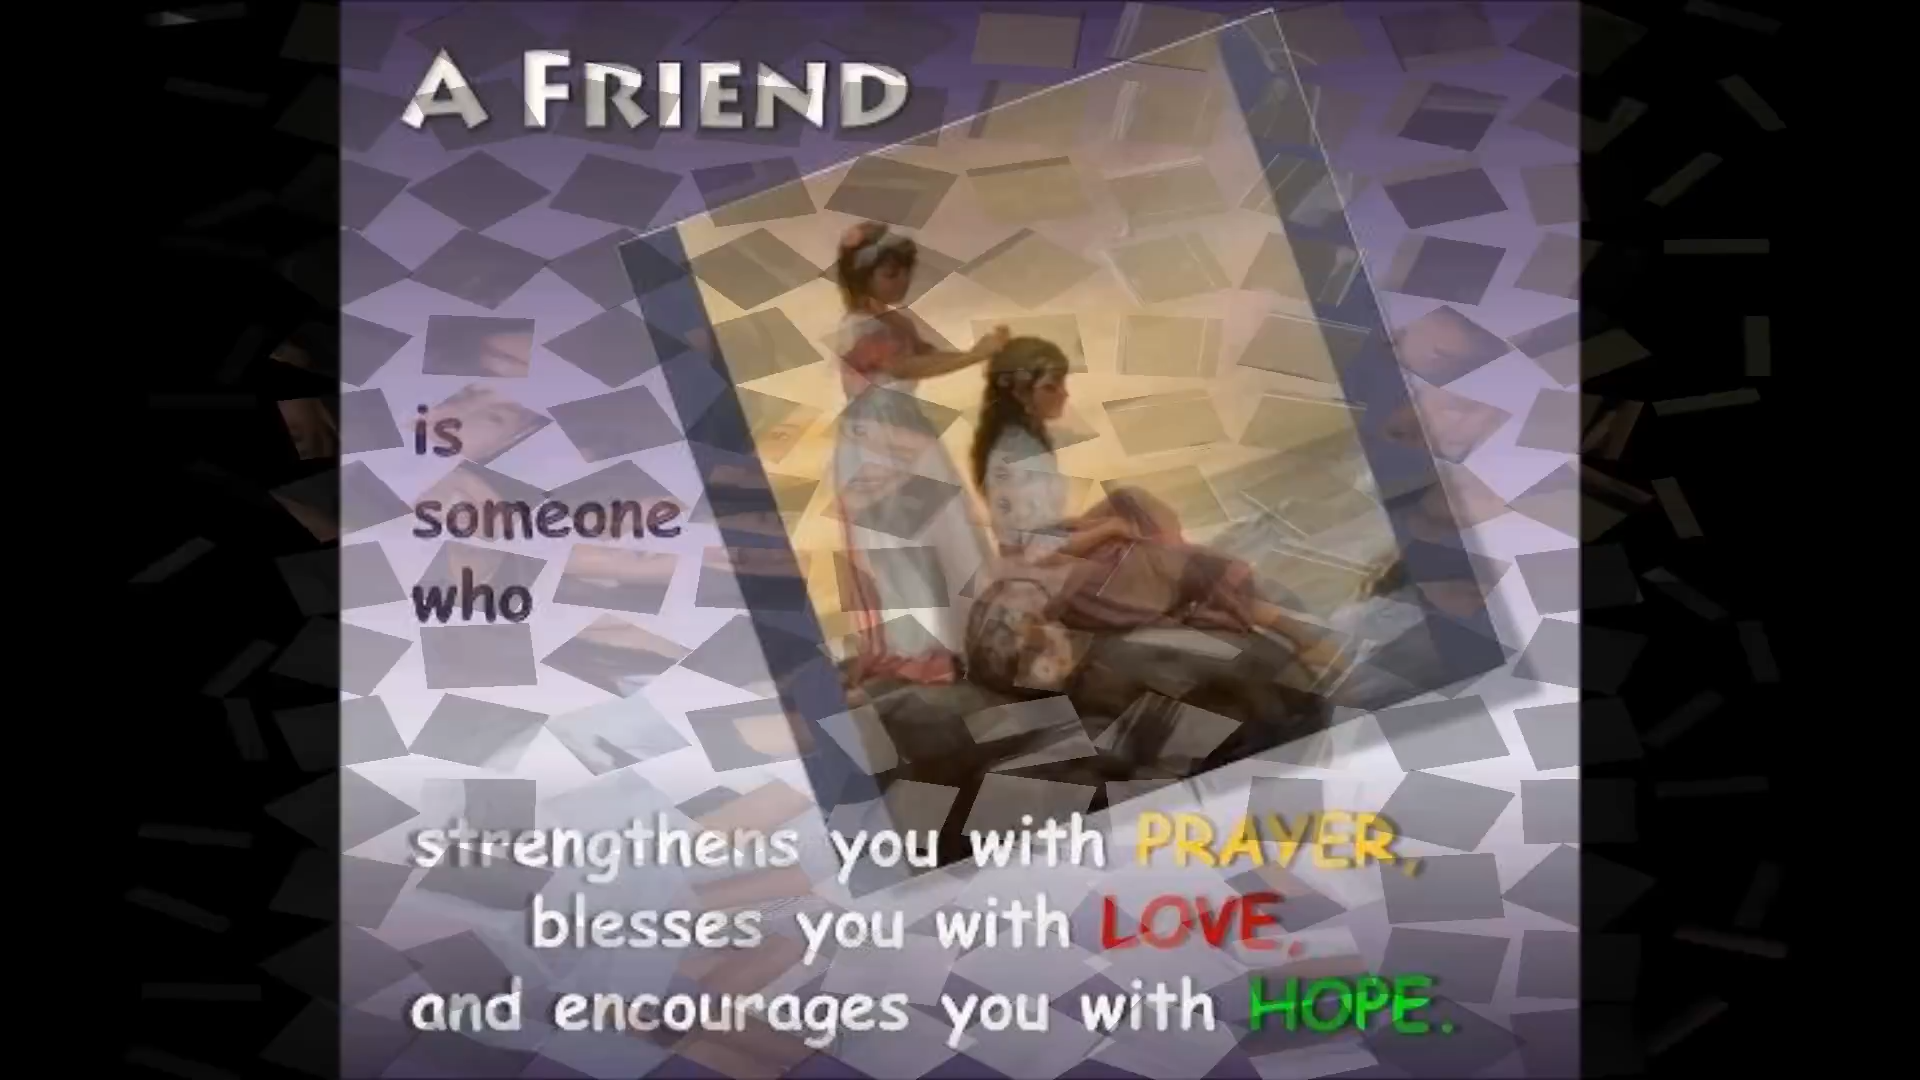 A FRIEND
is
someone
who
strengthens you with PRAYER,
blesses you with LOVE,
and encourages you with HOPE.